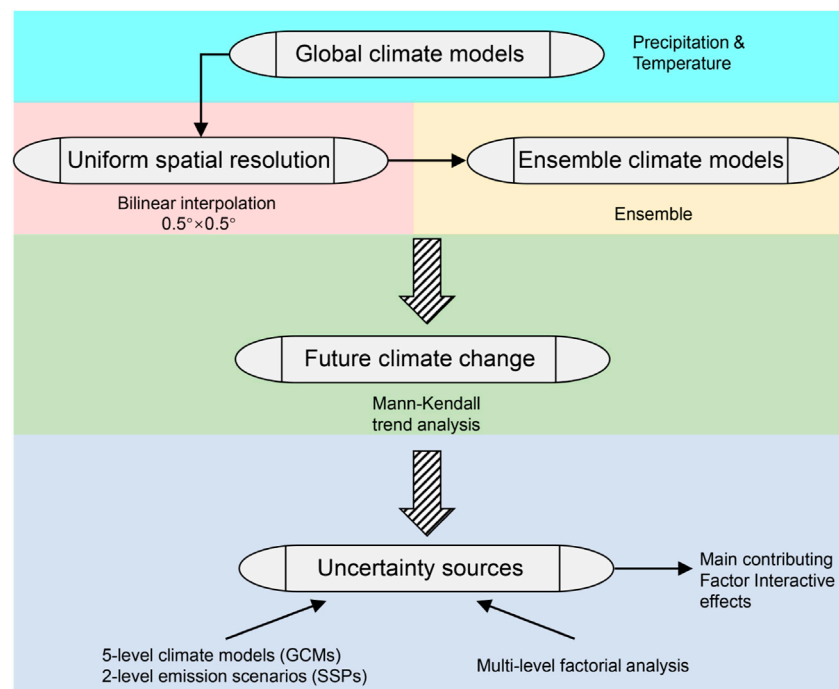 Global climate models
Precipitation &
Temperature
Uniform spatial resolution
Ensemble climate models
Bilinear interpolation
0.5°×0.5°
Ensemble
Future climate change
Mann-Kendall
trend analysis
Uncertainty sources
Main contributing
Factor Interactive
effects
5-level climate models (GCMs)
2-level emission scenarios (SSPs)
Multi-level factorial analysis